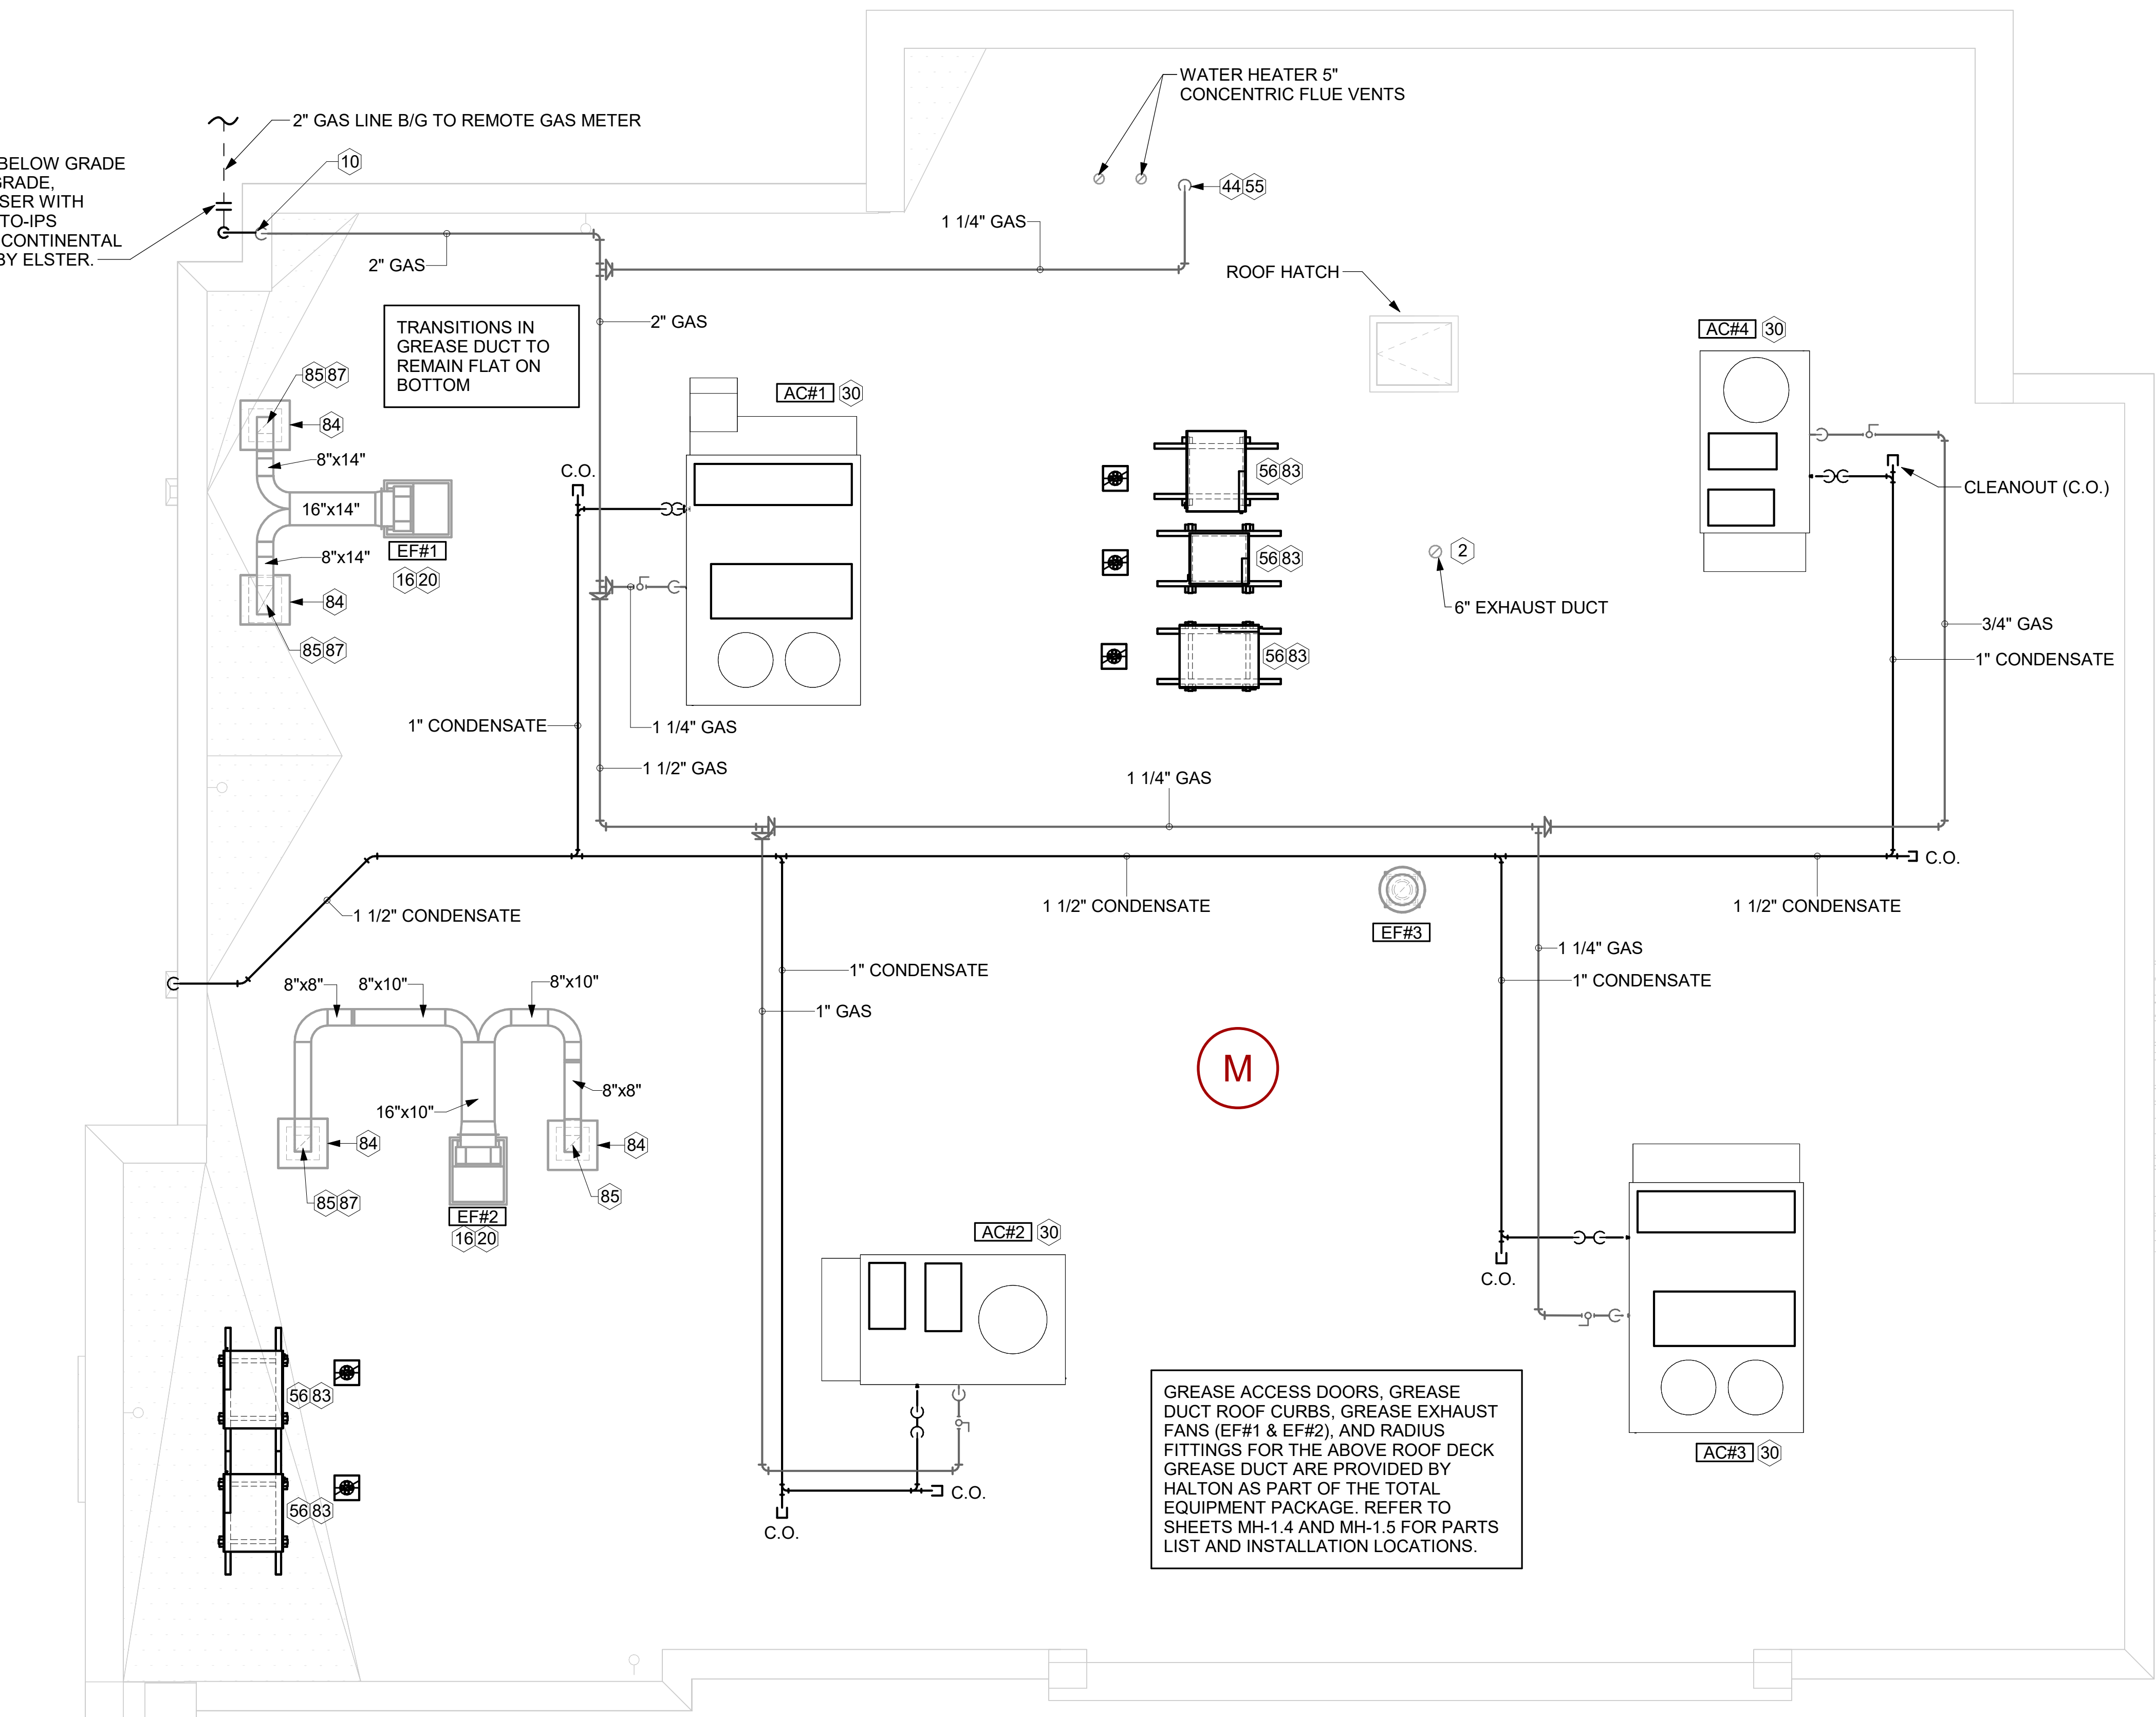 WATER HEATER 5"
CONCENTRIC FLUE VENTS
2" GAS LINE B/G TO REMOTE GAS METER
BELOW GRADE
GRADE,
SER WITH
TO-IPS
CONTINENTAL
BY ELSTER.
10
44 55
1 1/4" GAS
2" GAS
ROOF HATCH
TRANSITIONS IN
GREASE DUCT TO
REMAIN FLAT ON
BOTTOM
2" GAS
AC#4 30
85 87
AC#1 30
84
8"x14"
C.O.
56 83
CLEANOUT (C.O.)
16"x14"
EF#1
8"x14"
16 20
56 83
2
84
6" EXHAUST DUCT
3/4" GAS
85 87
56 83
1" CONDENSATE
1" CONDENSATE
1 1/4" GAS
1 1/2" GAS
1 1/4" GAS
C.O.
1 1/2" CONDENSATE
1 1/2" CONDENSATE
1 1/2" CONDENSATE
EF#3
1 1/4" GAS
1" CONDENSATE
1" CONDENSATE
8"x8"
8"x10"
8"x10"
1" GAS
M
8"x8"
16"x10"
84
84
85 87
85
EF#2
16 20
AC#2 30
C.O.
56 83
GREASE ACCESS DOORS, GREASE
DUCT ROOF CURBS, GREASE EXHAUST
FANS (EF#1 & EF#2), AND RADIUS
FITTINGS FOR THE ABOVE ROOF DECK
GREASE DUCT ARE PROVIDED BY
HALTON AS PART OF THE TOTAL
EQUIPMENT PACKAGE. REFER TO
SHEETS MH-1.4 AND MH-1.5 FOR PARTS
LIST AND INSTALLATION LOCATIONS.
AC#3 30
56 83
C.O.
C.O.